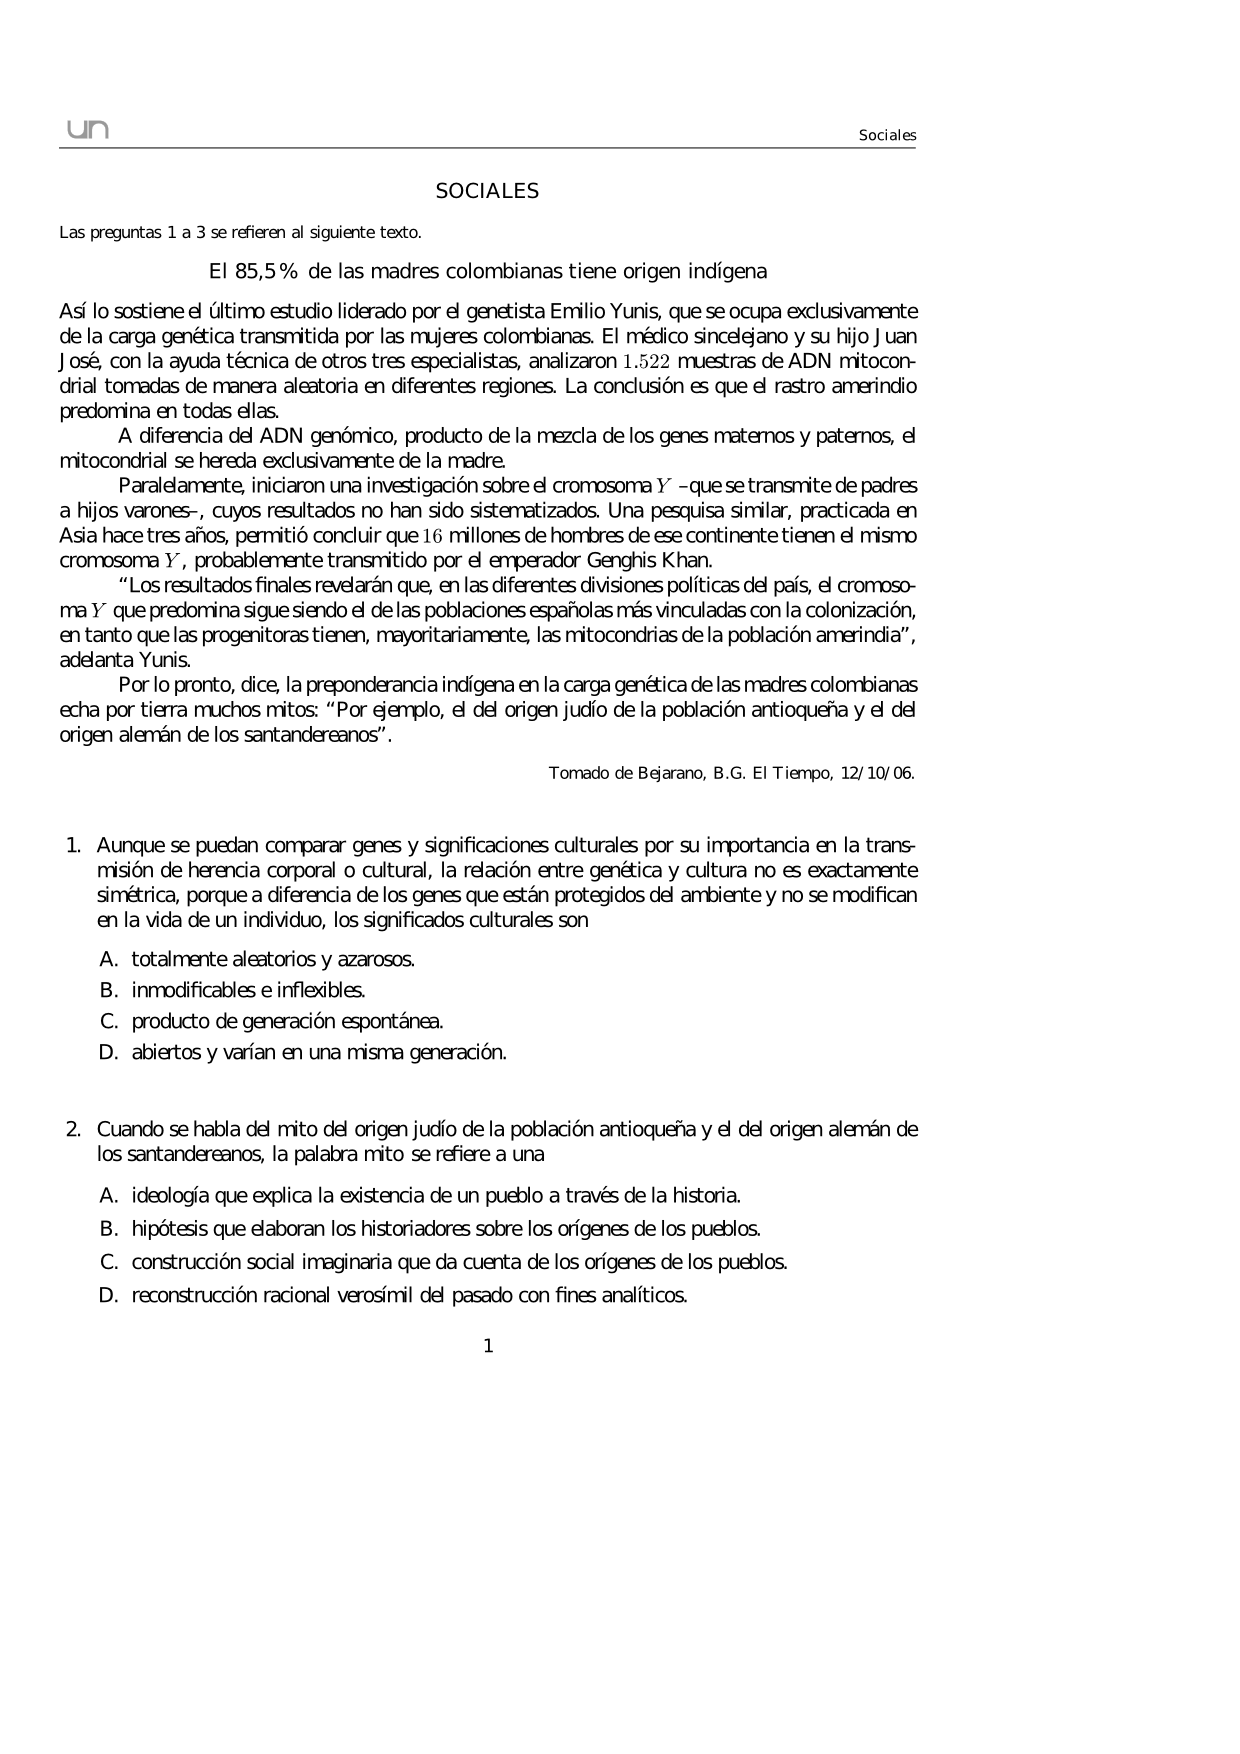 un
Sociales
SOCIALES
Las preguntas 1 a 3 se refieren al siguiente texto.
El 85,5 % de las madres colombianas tiene origen indígena
Así lo sostiene el último estudio liderado por el genetista Emilio Yunis, que se ocupa exclusivamente
de la carga genética transmitida por las mujeres colombianas. El médico sincelejano y su hijo Juan
José, con la ayuda técnica de otros tres especialistas, analizaron 1.522 muestras de ADN mitocon-
drial tomadas de manera aleatoria en diferentes regiones. La conclusión es que el rastro amerindio
predomina en todas ellas.
A diferencia del ADN genómico, producto de la mezcla de los genes maternos y paternos, el
mitocondrial se hereda exclusivamente de la madre.
Paralelamente, iniciaron una investigación sobre el cromosoma Y –que se transmite de padres
a hijos varones–, cuyos resultados no han sido sistematizados. Una pesquisa similar, practicada en
Asia hace tres años, permitió concluir que 16 millones de hombres de ese continente tienen el mismo
cromosoma Y, probablemente transmitido por el emperador Genghis Khan.
“Los resultados finales revelarán que, en las diferentes divisiones políticas del país, el cromoso-
ma Y que predomina sigue siendo el de las poblaciones españolas más vinculadas con la colonización,
en tanto que las progenitoras tienen, mayoritariamente, las mitocondrias de la población amerindia”,
adelanta Yunis.
Por lo pronto, dice, la preponderancia indígena en la carga genética de las madres colombianas
echa por tierra muchos mitos: “Por ejemplo, el del origen judío de la población antioqueña y el del
origen alemán de los santandereanos”.
Tomado de Bejarano, B.G. El Tiempo, 12/10/06.
1. Aunque se puedan comparar genes y significaciones culturales por su importancia en la trans-
misión de herencia corporal o cultural, la relación entre genética y cultura no es exactamente
simétrica, porque a diferencia de los genes que están protegidos del ambiente y no se modifican
en la vida de un individuo, los significados culturales son
A. totalmente aleatorios y azarosos.
B. inmodificables e inflexibles.
C. producto de generación espontánea.
D. abiertos y varían en una misma generación.
2. Cuando se habla del mito del origen judío de la población antioqueña y el del origen alemán de
los santandereanos, la palabra mito se refiere a una
A. ideología que explica la existencia de un pueblo a través de la historia.
B. hipótesis que elaboran los historiadores sobre los orígenes de los pueblos.
C. construcción social imaginaria que da cuenta de los orígenes de los pueblos.
D. reconstrucción racional verosímil del pasado con fines analíticos.
1